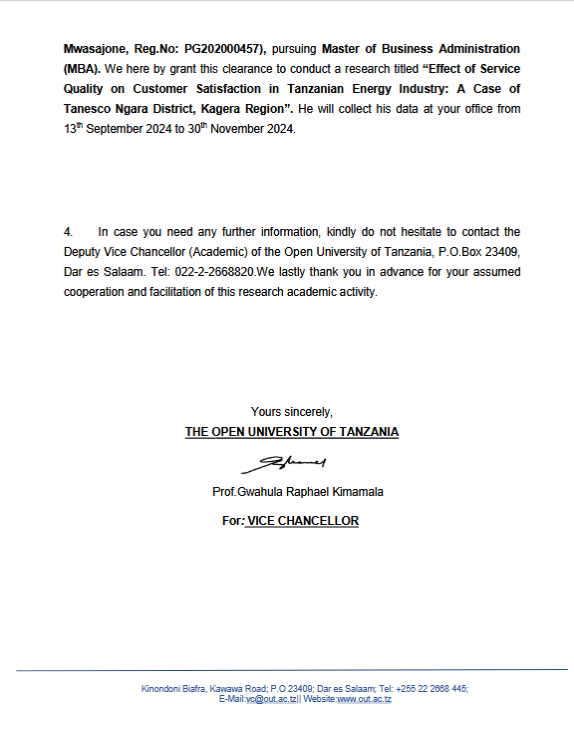 Mwasajone, Reg.No: PG202000457), pursuing Master of Business Administration
(MBA). We here by grant this clearance to conduct a research titled “Effect of Service
Quality on Customer Satisfaction in Tanzanian Energy Industry: A Case of
Tanesco Ngara District, Kagera Region”. He will collect his data at your office from
13th September 2024 to 30th November 2024.
4. In case you need any further information, kindly do not hesitate to contact the
Deputy Vice Chancellor (Academic) of the Open University of Tanzania, P.O.Box 23409,
Dar es Salaam. Tel: 022-2-2668820.We lastly thank you in advance for your assumed
cooperation and facilitation of this research academic activity.
Yours sincerely,
THE OPEN UNIVERSITY OF TANZANIA
Prof.Gwahula Raphael Kimamala
For: VICE CHANCELLOR
Kinondoni Biafra, Kawawa Road; P.O 23409; Dar es Salaam; Tel: +255 22 2668 445;
E-Mail:vc@out.ac.tz|| Website:www.out.ac.tz